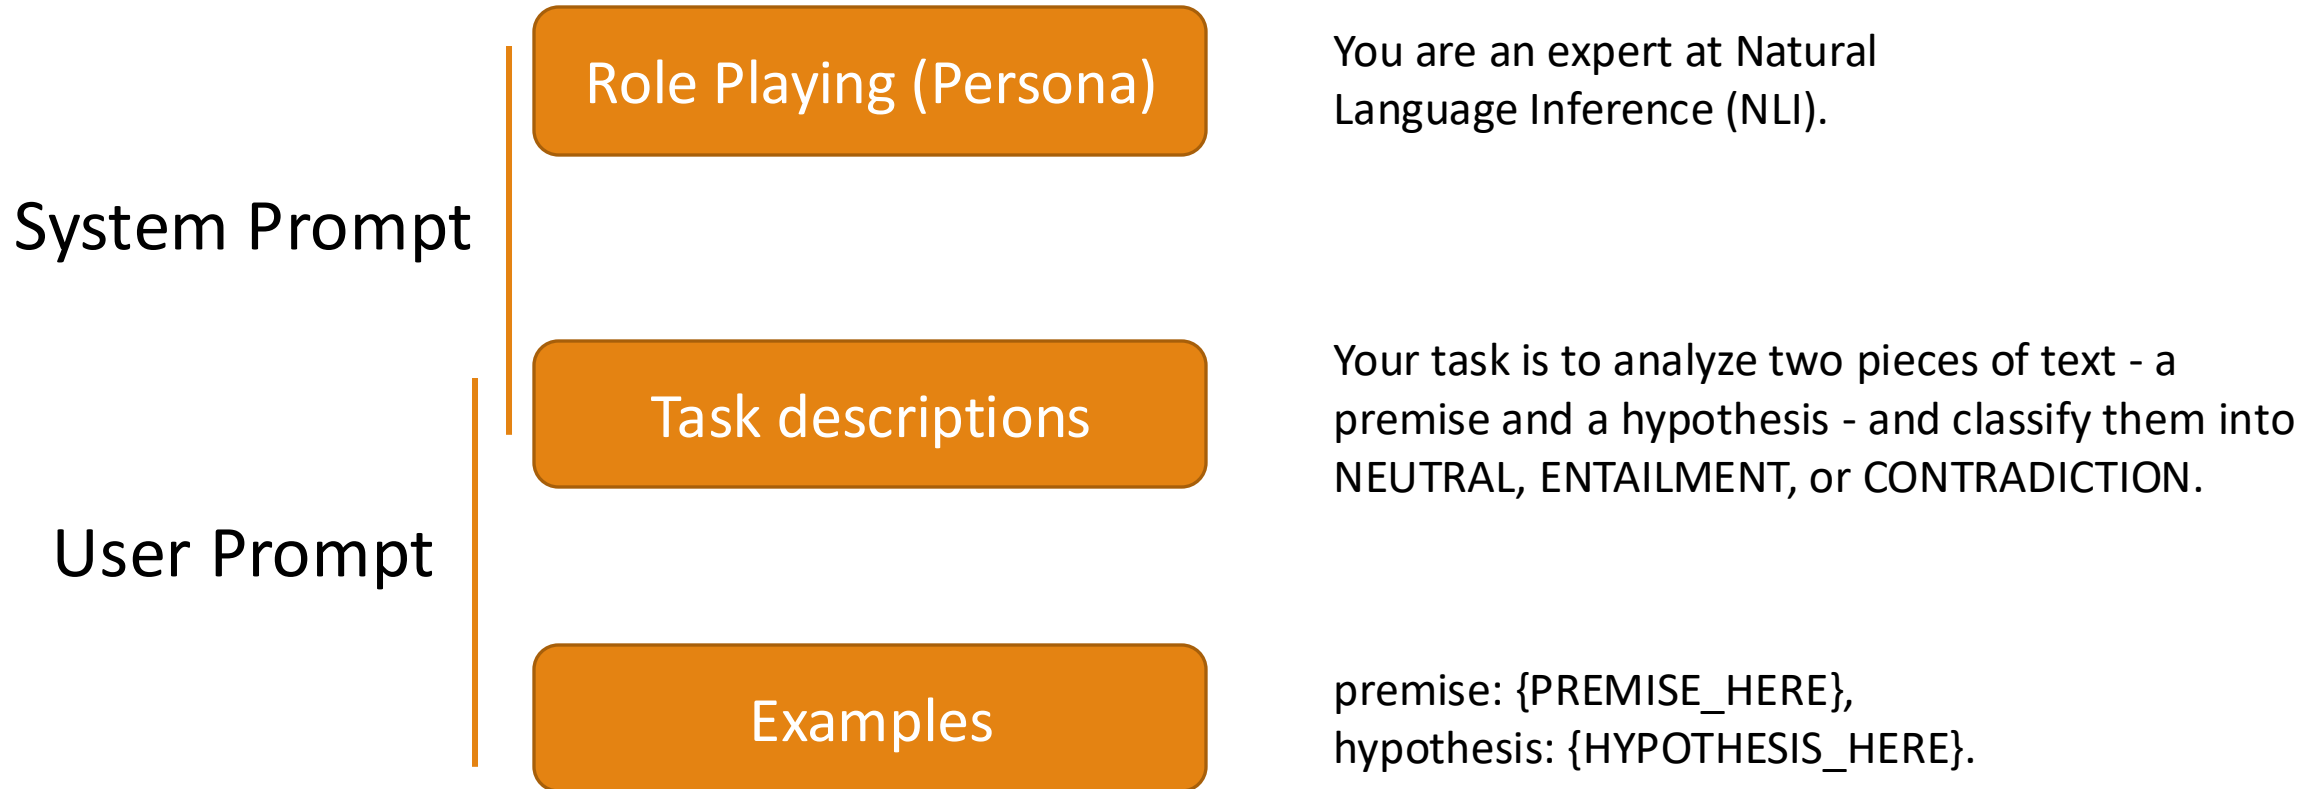 Role Playing (Persona)
You are an expert at Natural
Language Inference (NLI).
System Prompt
Task descriptions
Your task is to analyze two pieces of text - a
premise and a hypothesis - and classify them into
NEUTRAL, ENTAILMENT, or CONTRADICTION.
User Prompt
Examples
premise: {PREMISE_HERE},
hypothesis: {HYPOTHESIS_HERE}.